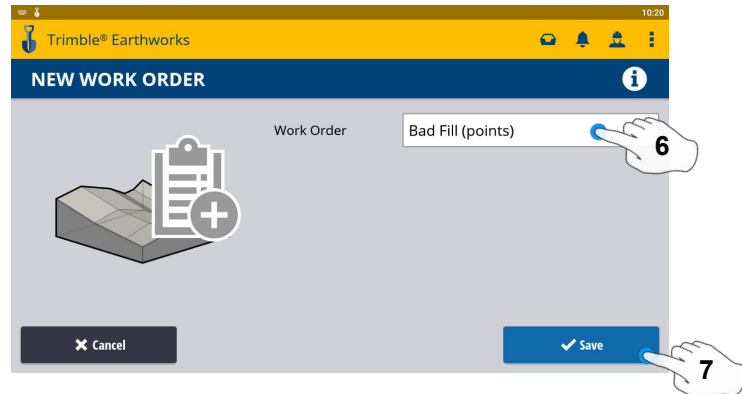 10:20
Trimble® Earthworks
NEW WORK ORDER
i
Work Order
Bad Fill (points)
6
Cancel
Save
7